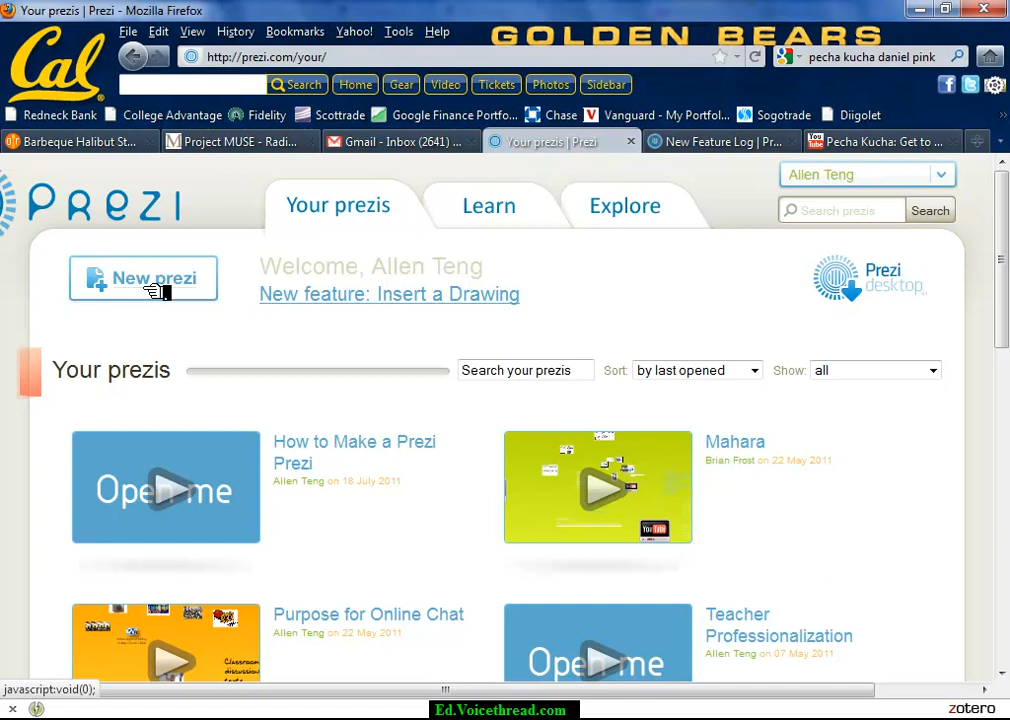 Your prezis | Prezi - Mozilla Firefox
File Edit View History Bookmarks Yahoo! Tools Help
GOLDEN BEARS
Cal
http://prezi.com/your/
pecha kucha daniel pink
Search Home Gear Video Tickets Photos Sidebar
Redneck Bank College Advantage Fidelity Scottrade Google Finance Portfo... Chase Vanguard - My Portfol... Sogotrade Diigolet
Barbeque Halibut St... Project MUSE - Radi... Gmail - Inbox (2641) ... Your prezis | Prezi New Feature Log | Pr... Pecha Kucha: Get to ...
Allen Teng
PREZI
Your prezis Learn Explore
Search prezis Search
New prezi
Welcome, Allen Teng
New feature: Insert a Drawing
Prezi
desktop
Your prezis
Search your prezis Sort: by last opened Show: all
Open me
How to Make a Prezi
Prezi
Allen Teng on 18 July 2011
You Tube
Mahara
Brian Frost on 22 May 2011
Classroom
discussion
Purpose for Online Chat
Allen Teng on 22 May 2011
Open me
Teacher
Professionalization
Allen Teng on 07 May 2011
javascript:void(0);
Ed.Voicethread.com
zotero